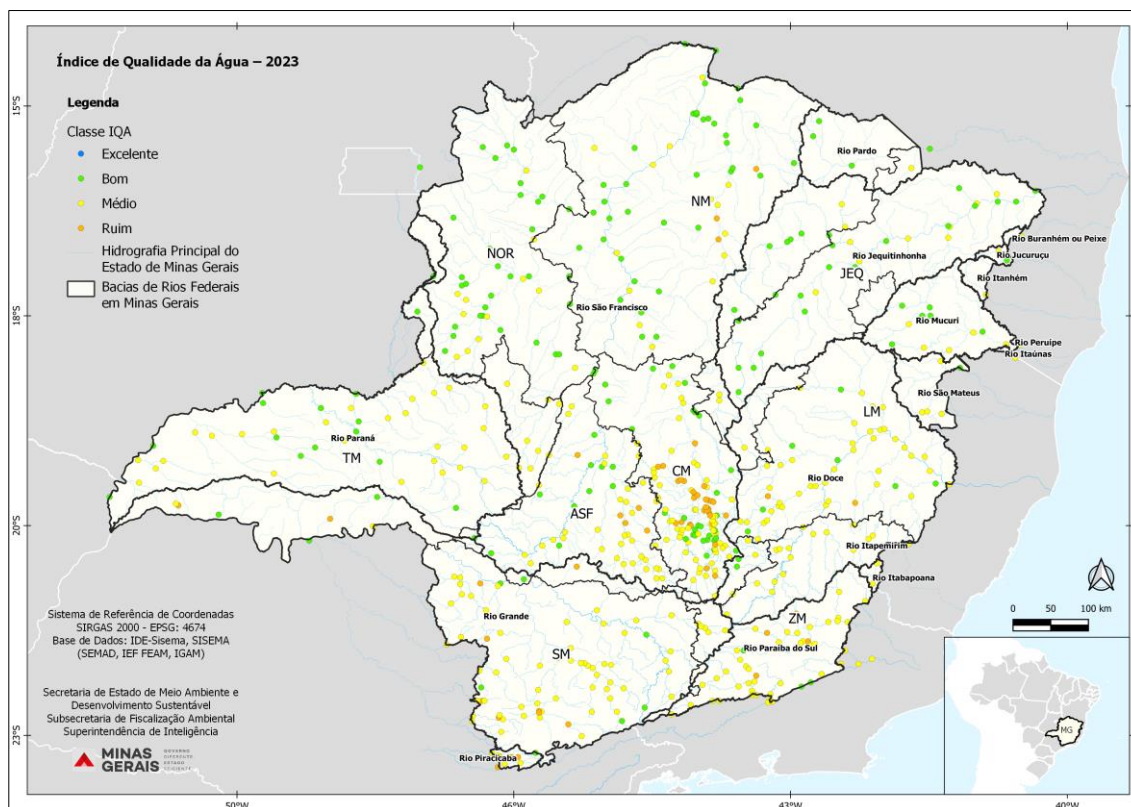 Índice de Qualidade da Água – 2023
Legenda
Classe IQA
Excelente
Bom
Médio
Ruim
Hidrografia Principal do
Estado de Minas Gerais
Bacias de Rios Federais
em Minas Gerais
15°S
18°S
20°S
23°S
Rio Pardo
NM
NOR
Rio Buranhém ou Peixe
Rio Jequitinhonha
Rio Jucuruçu
JEQ
Rio Itanhém
Rio São Francisco
Rio Mucuri
Rio Peruípe
Rio Itaúnas
Rio São Mateus
LM
Rio Paraná
TM
CM
Rio Doce
ASF
Rio Itapemirim
Rio Itabapoana
Rio Grande
ZM
SM
Rio Paraíba do Sul
Rio Piracicaba
0 50 100 km
MG
Sistema de Referência de Coordenadas
SIRGAS 2000 - EPSG: 4674
Base de Dados: IDE-Sisema, SISEMA
(SEMAD, IEF FEAM, IGAM)
Secretaria de Estado de Meio Ambiente e
Desenvolvimento Sustentável
Subsecretaria de Fiscalização Ambiental
Superintendência de Inteligência
MINAS
GERAIS
GOVERNO
DIFERENTE
ESTADO
EFICIENTE
50°W 46°W 43°W 40°W